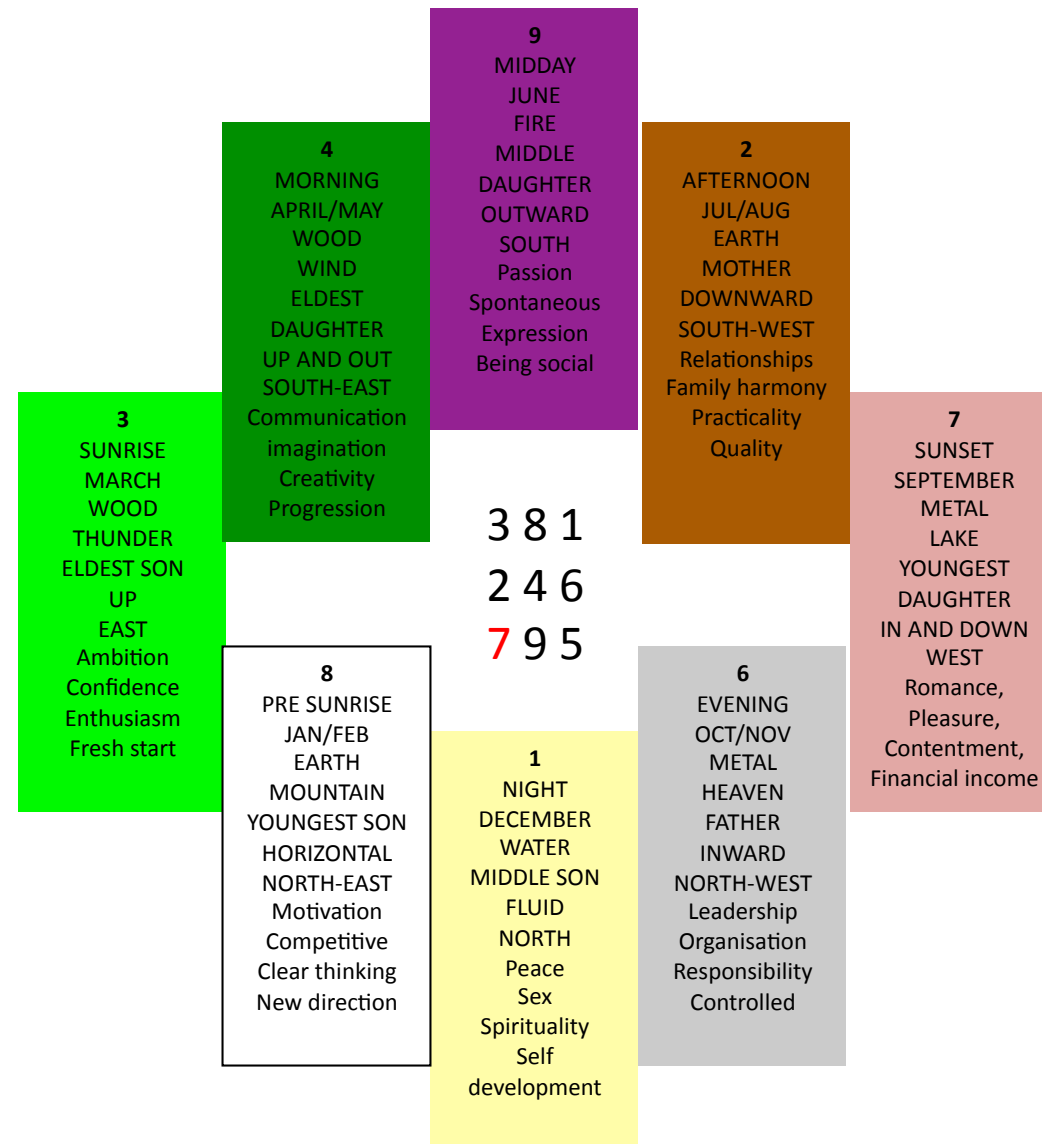 9
MIDDAY
JUNE
FIRE
MIDDLE
DAUGHTER
OUTWARD
SOUTH
Passion
Spontaneous
Expression
Being social
4
MORNING
APRIL/MAY
WOOD
WIND
ELDEST
DAUGHTER
UP AND OUT
SOUTH-EAST
Communication
imagination
Creativity
Progression
2
AFTERNOON
JUL/AUG
EARTH
MOTHER
DOWNWARD
SOUTH-WEST
Relationships
Family harmony
Practicality
Quality
3
SUNRISE
MARCH
WOOD
THUNDER
ELDEST SON
UP
EAST
Ambition
Confidence
Enthusiasm
Fresh start
3 8 1
2 4 6
7 9 5
7
SUNSET
SEPTEMBER
METAL
LAKE
YOUNGEST
DAUGHTER
IN AND DOWN
WEST
Romance,
Pleasure,
Contentment,
Financial income
8
PRE SUNRISE
JAN/FEB
EARTH
MOUNTAIN
YOUNGEST SON
HORIZONTAL
NORTH-EAST
Motivation
Competitive
Clear thinking
New direction
1
NIGHT
DECEMBER
WATER
MIDDLE SON
FLUID
NORTH
Peace
Sex
Spirituality
Self
development
6
EVENING
OCT/NOV
METAL
HEAVEN
FATHER
INWARD
NORTH-WEST
Leadership
Organisation
Responsibility
Controlled